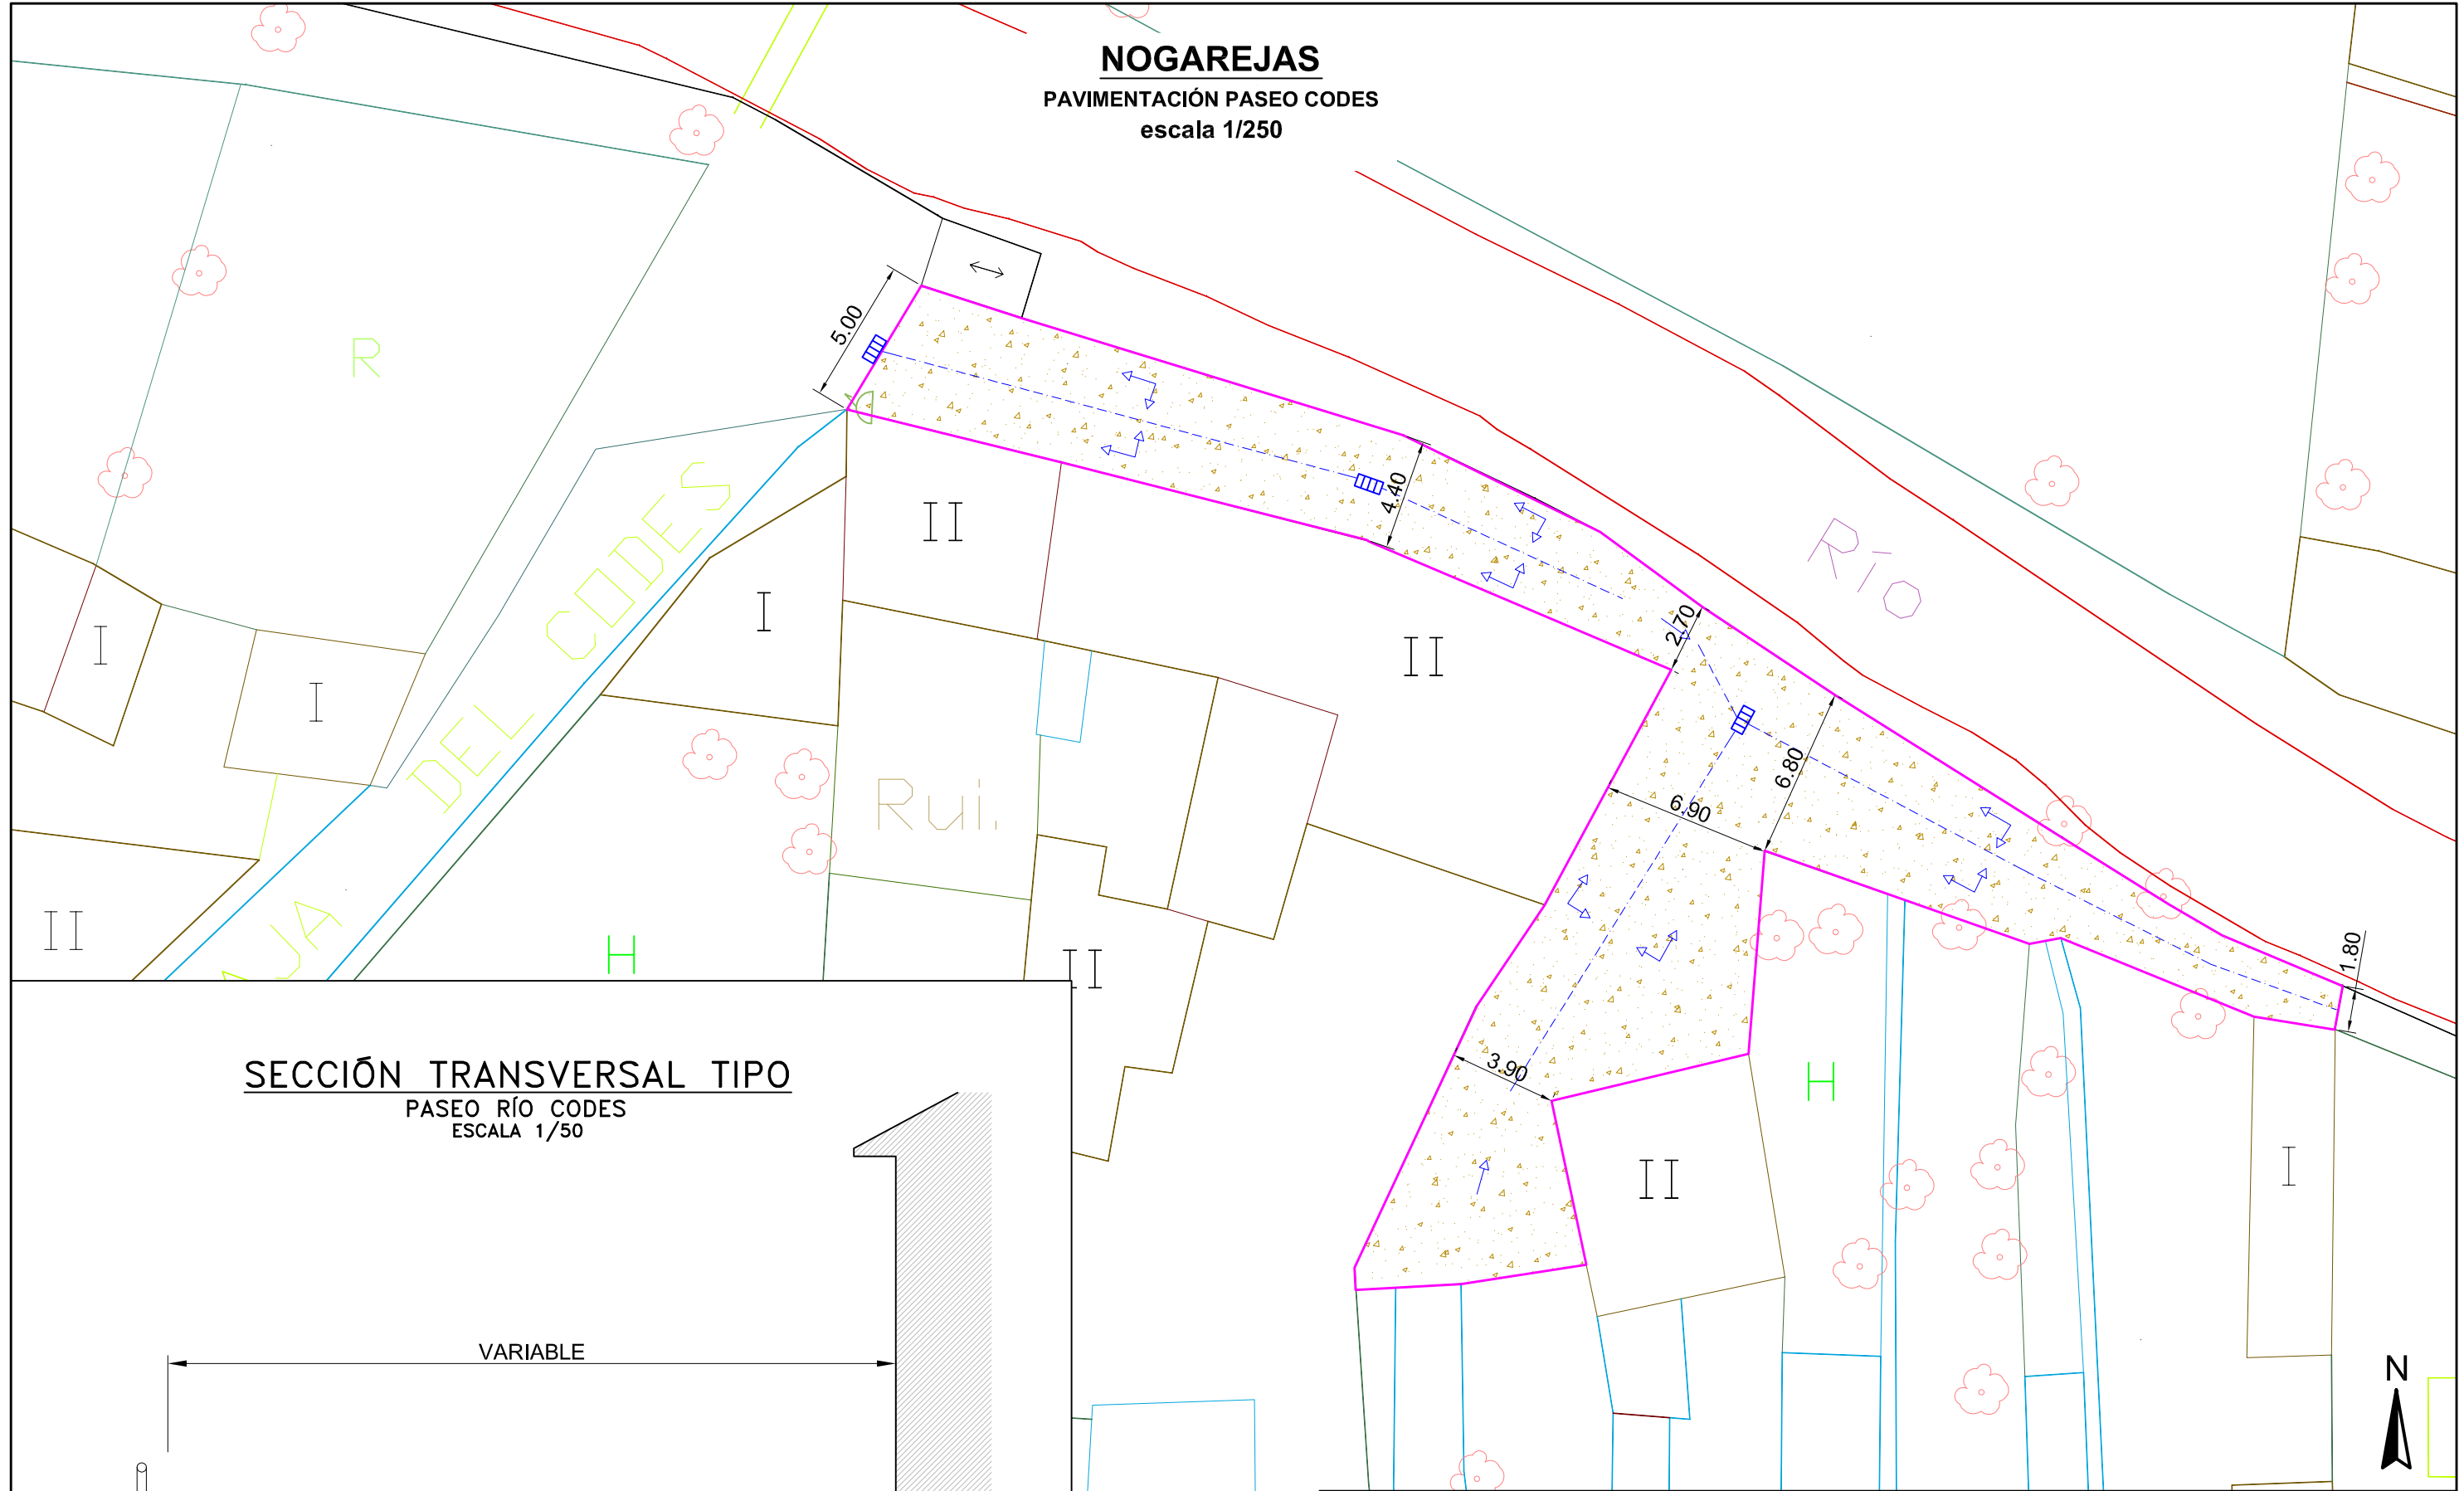 NOGAREJAS
PAVIMENTACIÓN PASEO CODES
escala 1/250
5.00
R
4.40
DEL CODES
II
I
2.70
Río
II
I
I
6.80
6.90
Rui.
II
H
II
1.80
3.90
H
SECCIÓN TRANSVERSAL TIPO
PASEO RÍO CODES
ESCALA 1/50
II
I
VARIABLE
N